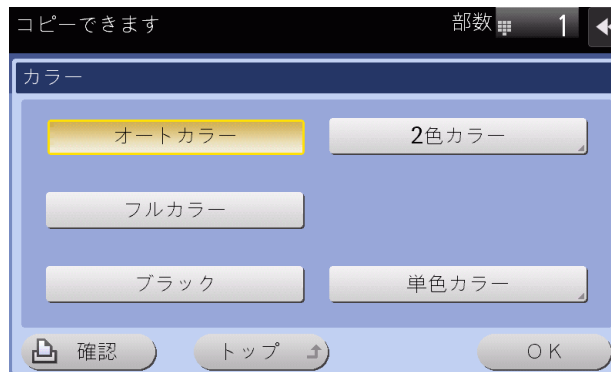 コピーできます 部数 1
カラー
オートカラー 2色カラー
フルカラー
ブラック 単色カラー
確認 トップ OK